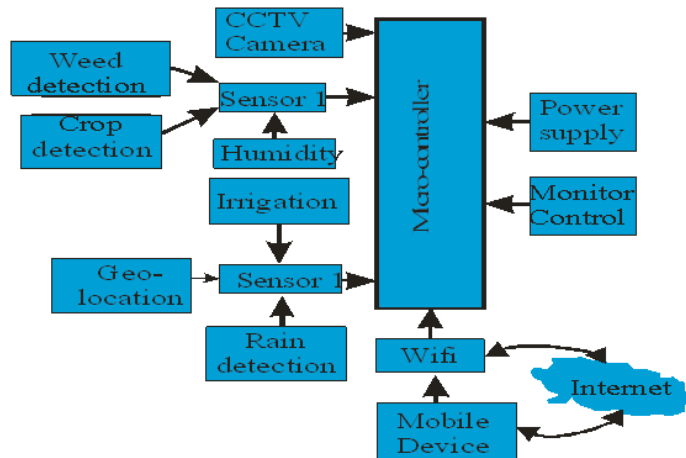 CCTV
Camera
Weed
detection
Sensor 1
Crop
detection
Humidity
Micro-controller
Power
supply
Irrigation
Monitor
Control
Geo-
location
Sensor 1
Rain
detection
Wifi
Internet
Mobile
Device